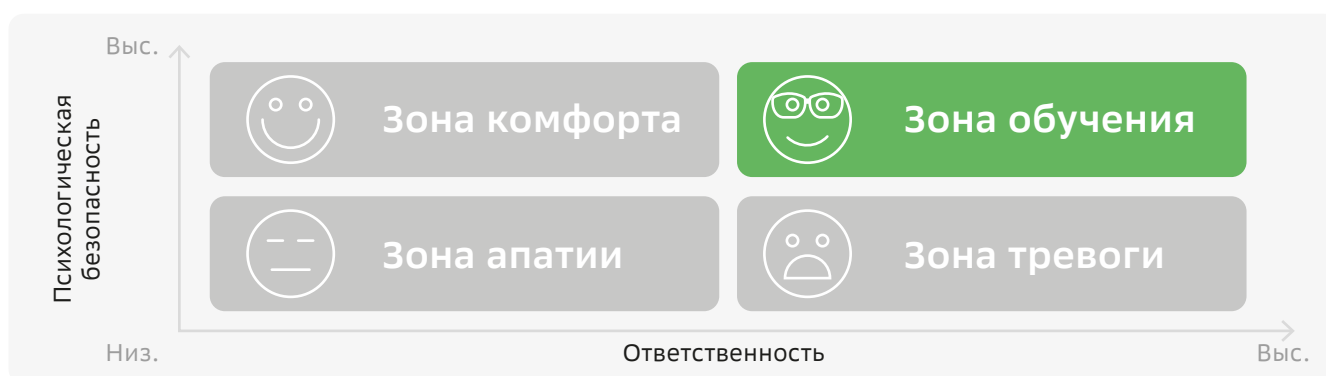 Выс.
Психологическая
безопасность
Зона комфорта
Зона обучения
Зона апатии
Зона тревоги
Низ.
Ответственность
Выс.